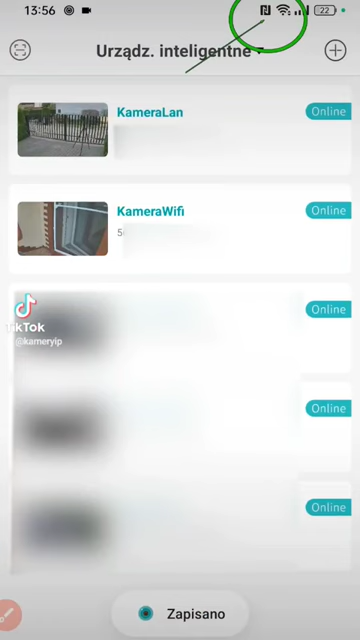 13:56
22
Urządz. inteligentne
KameraLan
Online
KameraWifi
Online
Online
TikTok
@kameryip
Online
Online
Zapisano